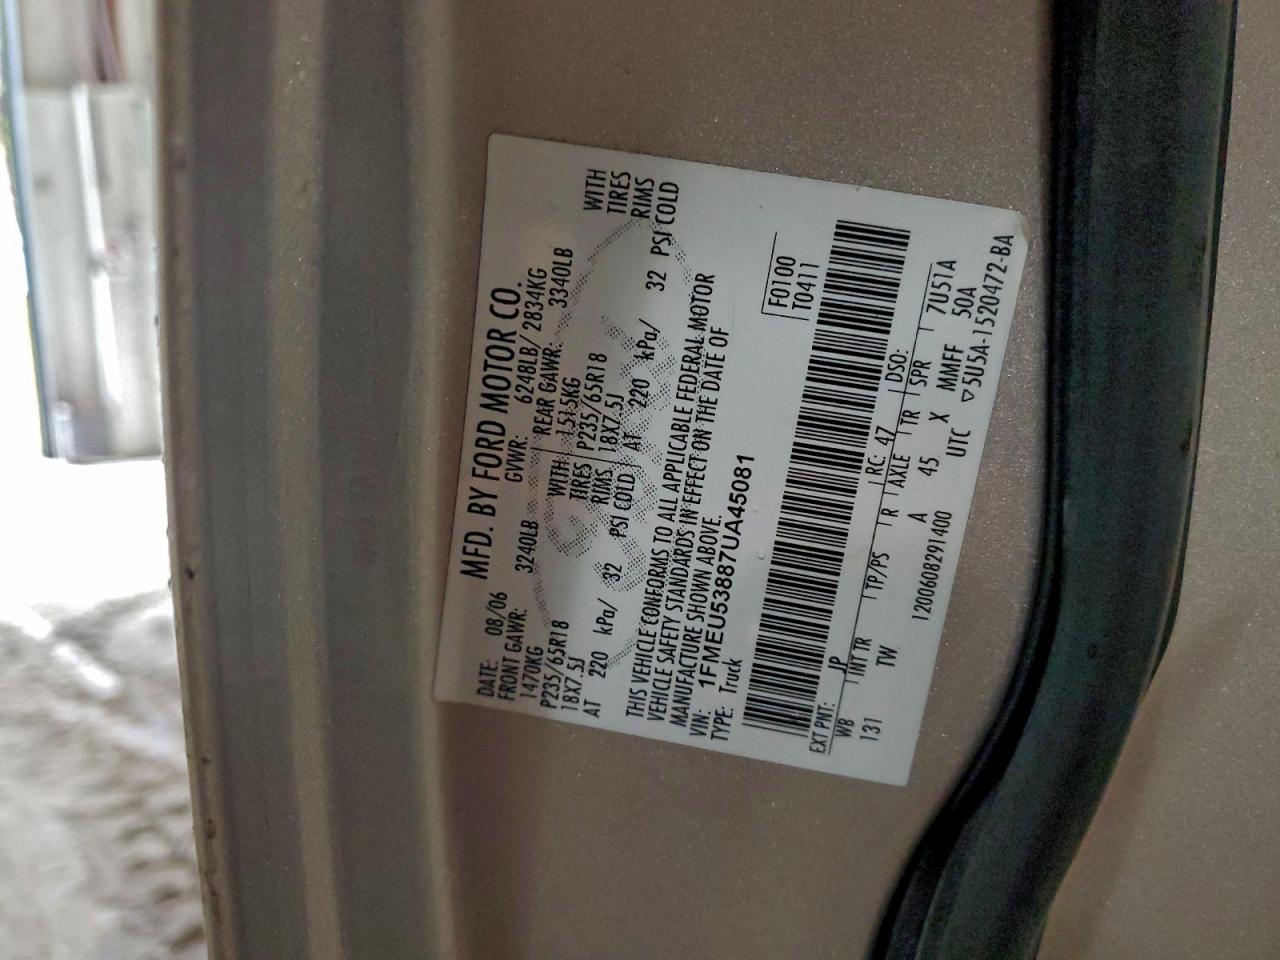 MFD. BY FORD MOTOR CO.
DATE: 08/06 GVWR: 6248LB/ 2834KG
FRONT GAWR: 3240LB REAR GAWR: 3340LB
1470KG WITH 1515KG WITH
P235/65R18 TIRES P235/65R18 TIRES
18X7.5J RIMS 18X7.5J RIMS
AT 220 kPa/ 32 PSI COLD AT 220 kPa/ 32 PSI COLD
THIS VEHICLE CONFORMS TO ALL APPLICABLE FEDERAL MOTOR
VEHICLE SAFETY STANDARDS IN EFFECT ON THE DATE OF
MANUFACTURE SHOWN ABOVE.
VIN: 1FMEU53887UA45081
TYPE: Truck
F0100
T0411
EXT PNT: JP RC: 47 DSO:
WB INT TR TP/PS R AXLE TR SPR 7U51A
131 TW A 45 X MMFF 50A
1200608291400 UTC ▽5U5A-1520472-BA